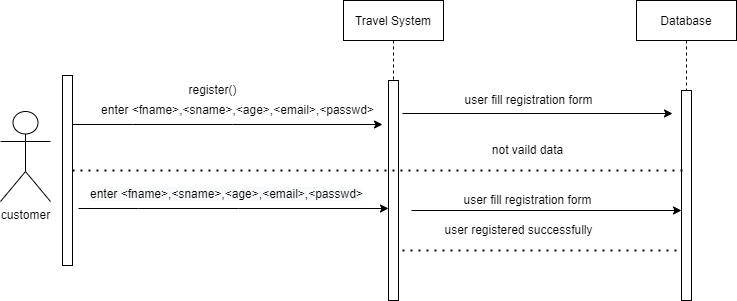 Travel System
Database
register()
enter <fname>,<sname>,<age>,<email>,<passwd>
user fill registration form
not vaild data
enter <fname>,<sname>,<age>,<email>,<passwd>
user fill registration form
customer
user registered successfully